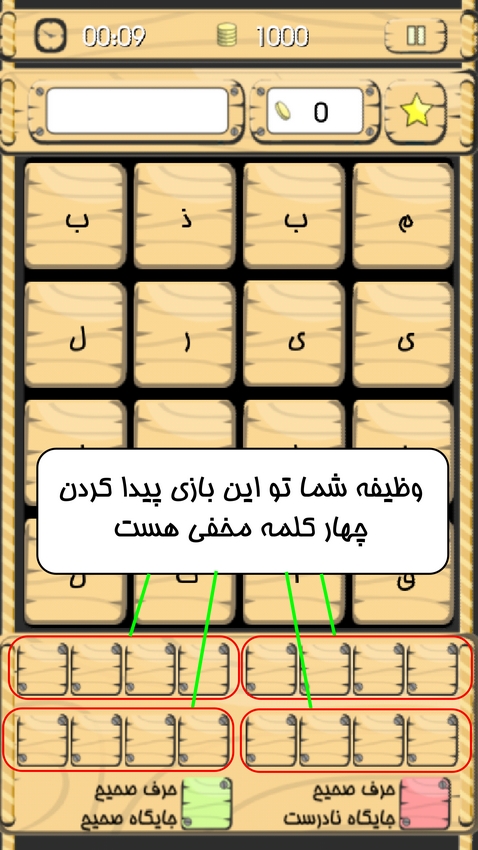 00:09
1000
0
م ب ذ ب
ی ی ر ل
وظیفه شما تو این بازی پیدا کردن
چهار کلمه مخفی هست
حرف صحیح
جایگاه نادرست
حرف صحیح
جایگاه صحیح